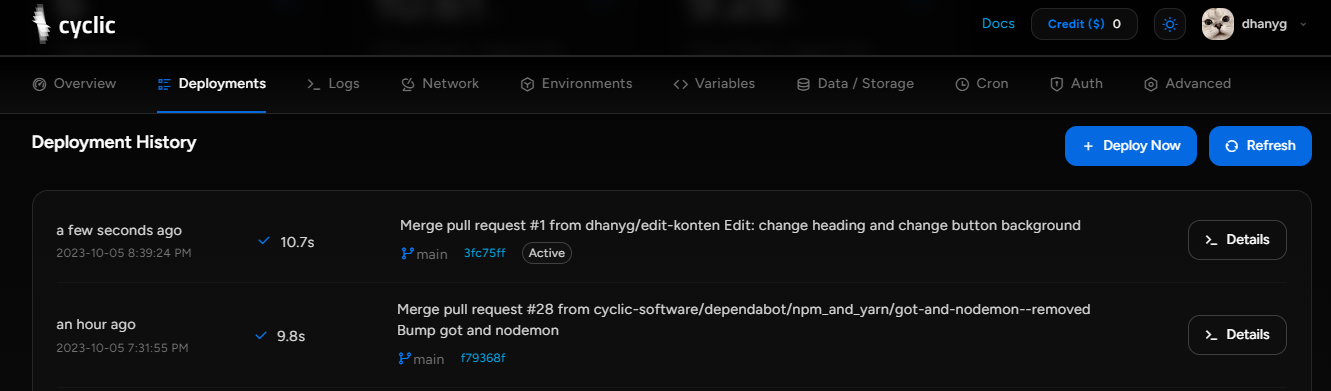 cyclic
Docs
Credit ($) 0
dhanyg
Overview
Deployments
Logs
Network
Environments
Variables
Data / Storage
Cron
Auth
Advanced
Deployment History
+ Deploy Now
Refresh
a few seconds ago
2023-10-05 8:39:24 PM
10.7s
Merge pull request #1 from dhanyg/edit-konten Edit: change heading and change button background
main 3fc75ff Active
Details
an hour ago
2023-10-05 7:31:55 PM
9.8s
Merge pull request #28 from cyclic-software/dependabot/npm_and_yarn/got-and-nodemon--removed
Bump got and nodemon
main f79368f
Details